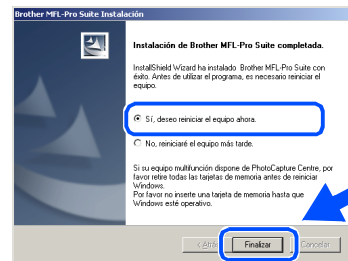 Brother MFL-Pro Suite Instalación
Instalación de Brother MFL-Pro Suite completada.
InstallShield Wizard ha instalado Brother MFL-Pro Suite con
éxito. Antes de utilizar el programa, es necesario reiniciar el
equipo.
Sí, deseo reiniciar el equipo ahora.
No, reiniciaré el equipo más tarde.
Si su equipo multifunción dispone de PhotoCapture Centre, por
favor retire todas las tarjetas de memoria antes de reiniciar
Windows.
Por favor no inserte una tarjeta de memoria hasta que
Windows esté operativo.
Finalizar Cancelar